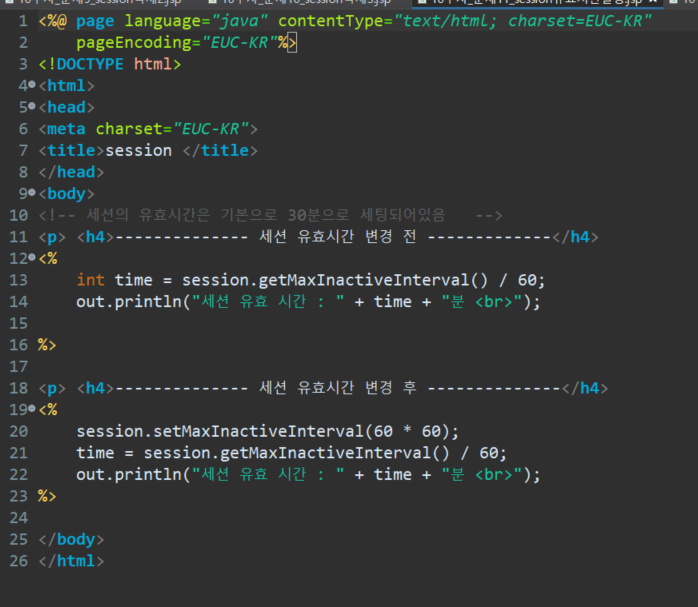 1 <%@ page language="java" contentType="text/html; charset=EUC-KR"
2     pageEncoding="EUC-KR"%>
3 <!DOCTYPE html>
4 <html>
5 <head>
6 <meta charset="EUC-KR">
7 <title>session </title>
8 </head>
9 <body>
10 <!-- 세션의 유효시간은 기본으로 30분으로 세팅되어있음   -->
11 <p> <h4>-------------- 세션 유효시간 변경 전 -------------</h4>
12 <%
13     int time = session.getMaxInactiveInterval() / 60;
14     out.println("세션 유효 시간 : " + time + "분 <br>");
15
16 %>
17
18 <p> <h4>-------------- 세션 유효시간 변경 후 --------------</h4>
19 <%
20     session.setMaxInactiveInterval(60 * 60);
21     time = session.getMaxInactiveInterval() / 60;
22     out.println("세션 유효 시간 : " + time + "분 <br>");
23 %>
24
25 </body>
26 </html>